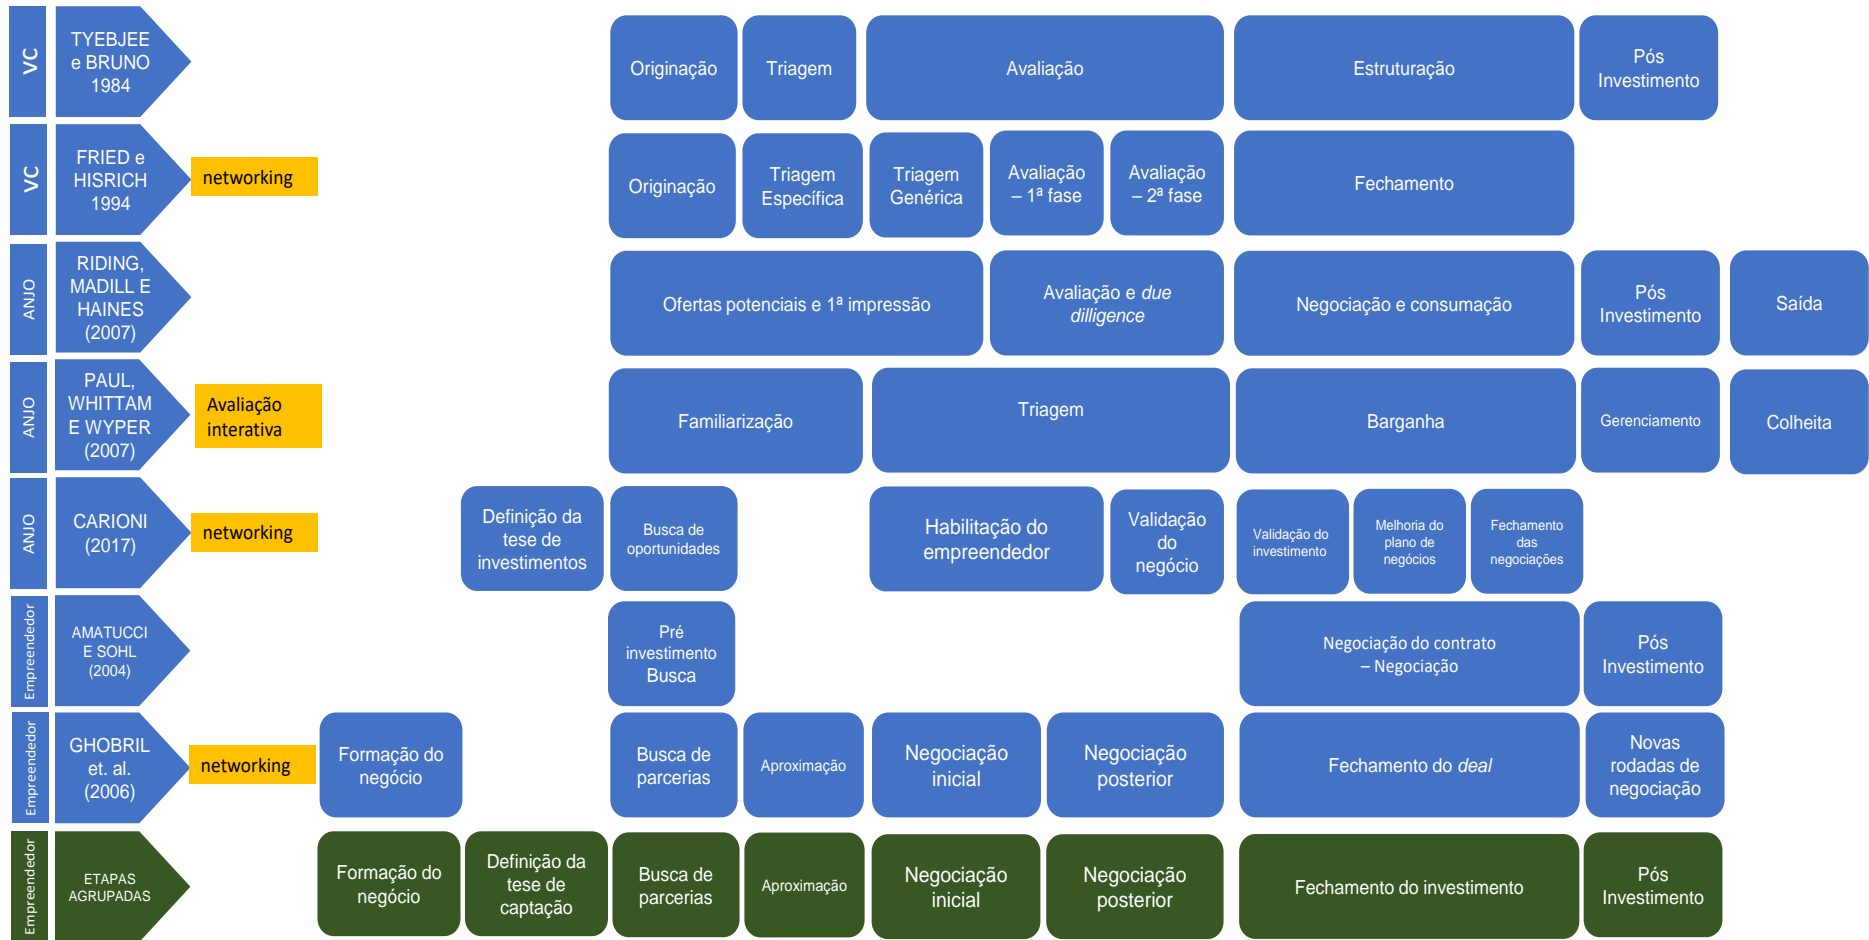 VC
TYEBJEE
e BRUNO
1984
Originação
Triagem
Avaliação
Estruturação
Pós
Investimento
VC
FRIED e
HISRICH
1994
networking
Originação
Triagem
Específica
Triagem
Genérica
Avaliação
– 1ª fase
Avaliação
– 2ª fase
Fechamento
ANJO
RIDING,
MADILL E
HAINES
(2007)
Ofertas potenciais e 1ª impressão
Avaliação e due
dilligence
Negociação e consumação
Pós
Investimento
Saída
ANJO
PAUL,
WHITTAM
E WYPER
(2007)
Avaliação
interativa
Familiarização
Triagem
Barganha
Gerenciamento
Colheita
ANJO
CARIONI
(2017)
networking
Definição da
tese de
investimentos
Busca de
oportunidades
Habilitação do
empreendedor
Validação
do
negócio
Validação do
investimento
Melhoria do
plano de
negócios
Fechamento
das
negociações
Empreendedor
AMATUCCI
E SOHL
(2004)
Pré
investimento
Busca
Negociação do contrato
– Negociação
Pós
Investimento
Empreendedor
GHOBRIL
et. al.
(2006)
networking
Formação do
negócio
Busca de
parcerias
Aproximação
Negociação
inicial
Negociação
posterior
Fechamento do deal
Novas
rodadas de
negociação
Empreendedor
ETAPAS
AGRUPADAS
Formação do
negócio
Definição da
tese de
captação
Busca de
parcerias
Aproximação
Negociação
inicial
Negociação
posterior
Fechamento do investimento
Pós
Investimento